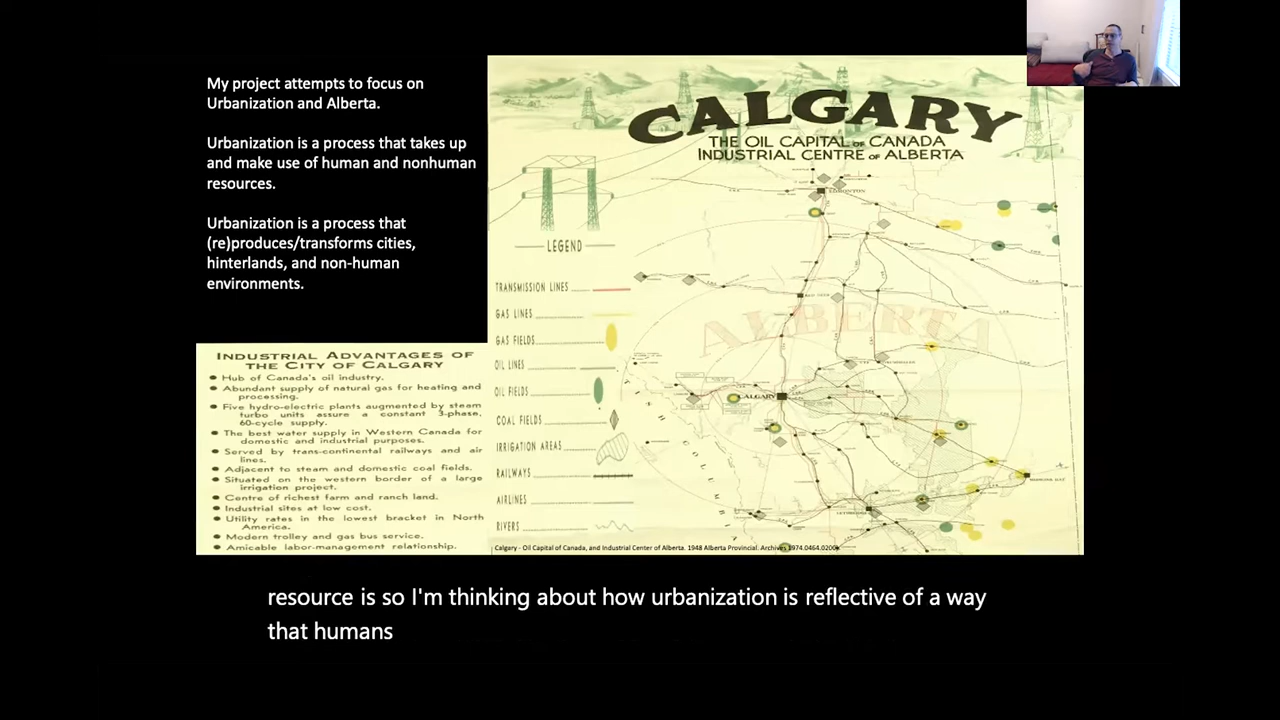 My project attempts to focus on
Urbanization and Alberta.
Urbanization is a process that takes up
and make use of human and nonhuman
resources.
Urbanization is a process that
(re)produces/transforms cities,
hinterlands, and non-human
environments.
CALGARY
THE OIL CAPITAL OF CANADA
INDUSTRIAL CENTRE OF ALBERTA
EDMONTON
LEGEND
TRANSMISSION LINES
GAS LINES
GAS FIELDS
OIL LINES
OIL FIELDS
COAL FIELDS
IRRIGATION AREAS
RAILWAYS
AIRLINES
RIVERS
RED DEER
ALBERTA
CALGARY
INDUSTRIAL ADVANTAGES OF
THE CITY OF CALGARY
• Hub of Canada's oil industry.
• Abundant supply of natural gas for heating and
processing.
• Five hydro-electric plants augmented by steam
turbo units assure a constant 3-phase,
60-cycle supply.
• The best water supply in Western Canada for
domestic and industrial purposes.
• Served by trans-continental railways and air
lines.
• Adjacent to steam and domestic coal fields.
• Situated on the western border of a large
irrigation project.
• Centre of richest farm and ranch land.
• Industrial sites at low cost.
• Utility rates in the lowest bracket in North
America.
• Modern trolley and gas bus service.
• Amicable labor-management relationship.
Calgary - Oil Capital of Canada, and Industrial Center of Alberta. 1948 Alberta Provincial. Archives 1974.0464.0200
resource is so I'm thinking about how urbanization is reflective of a way
that humans